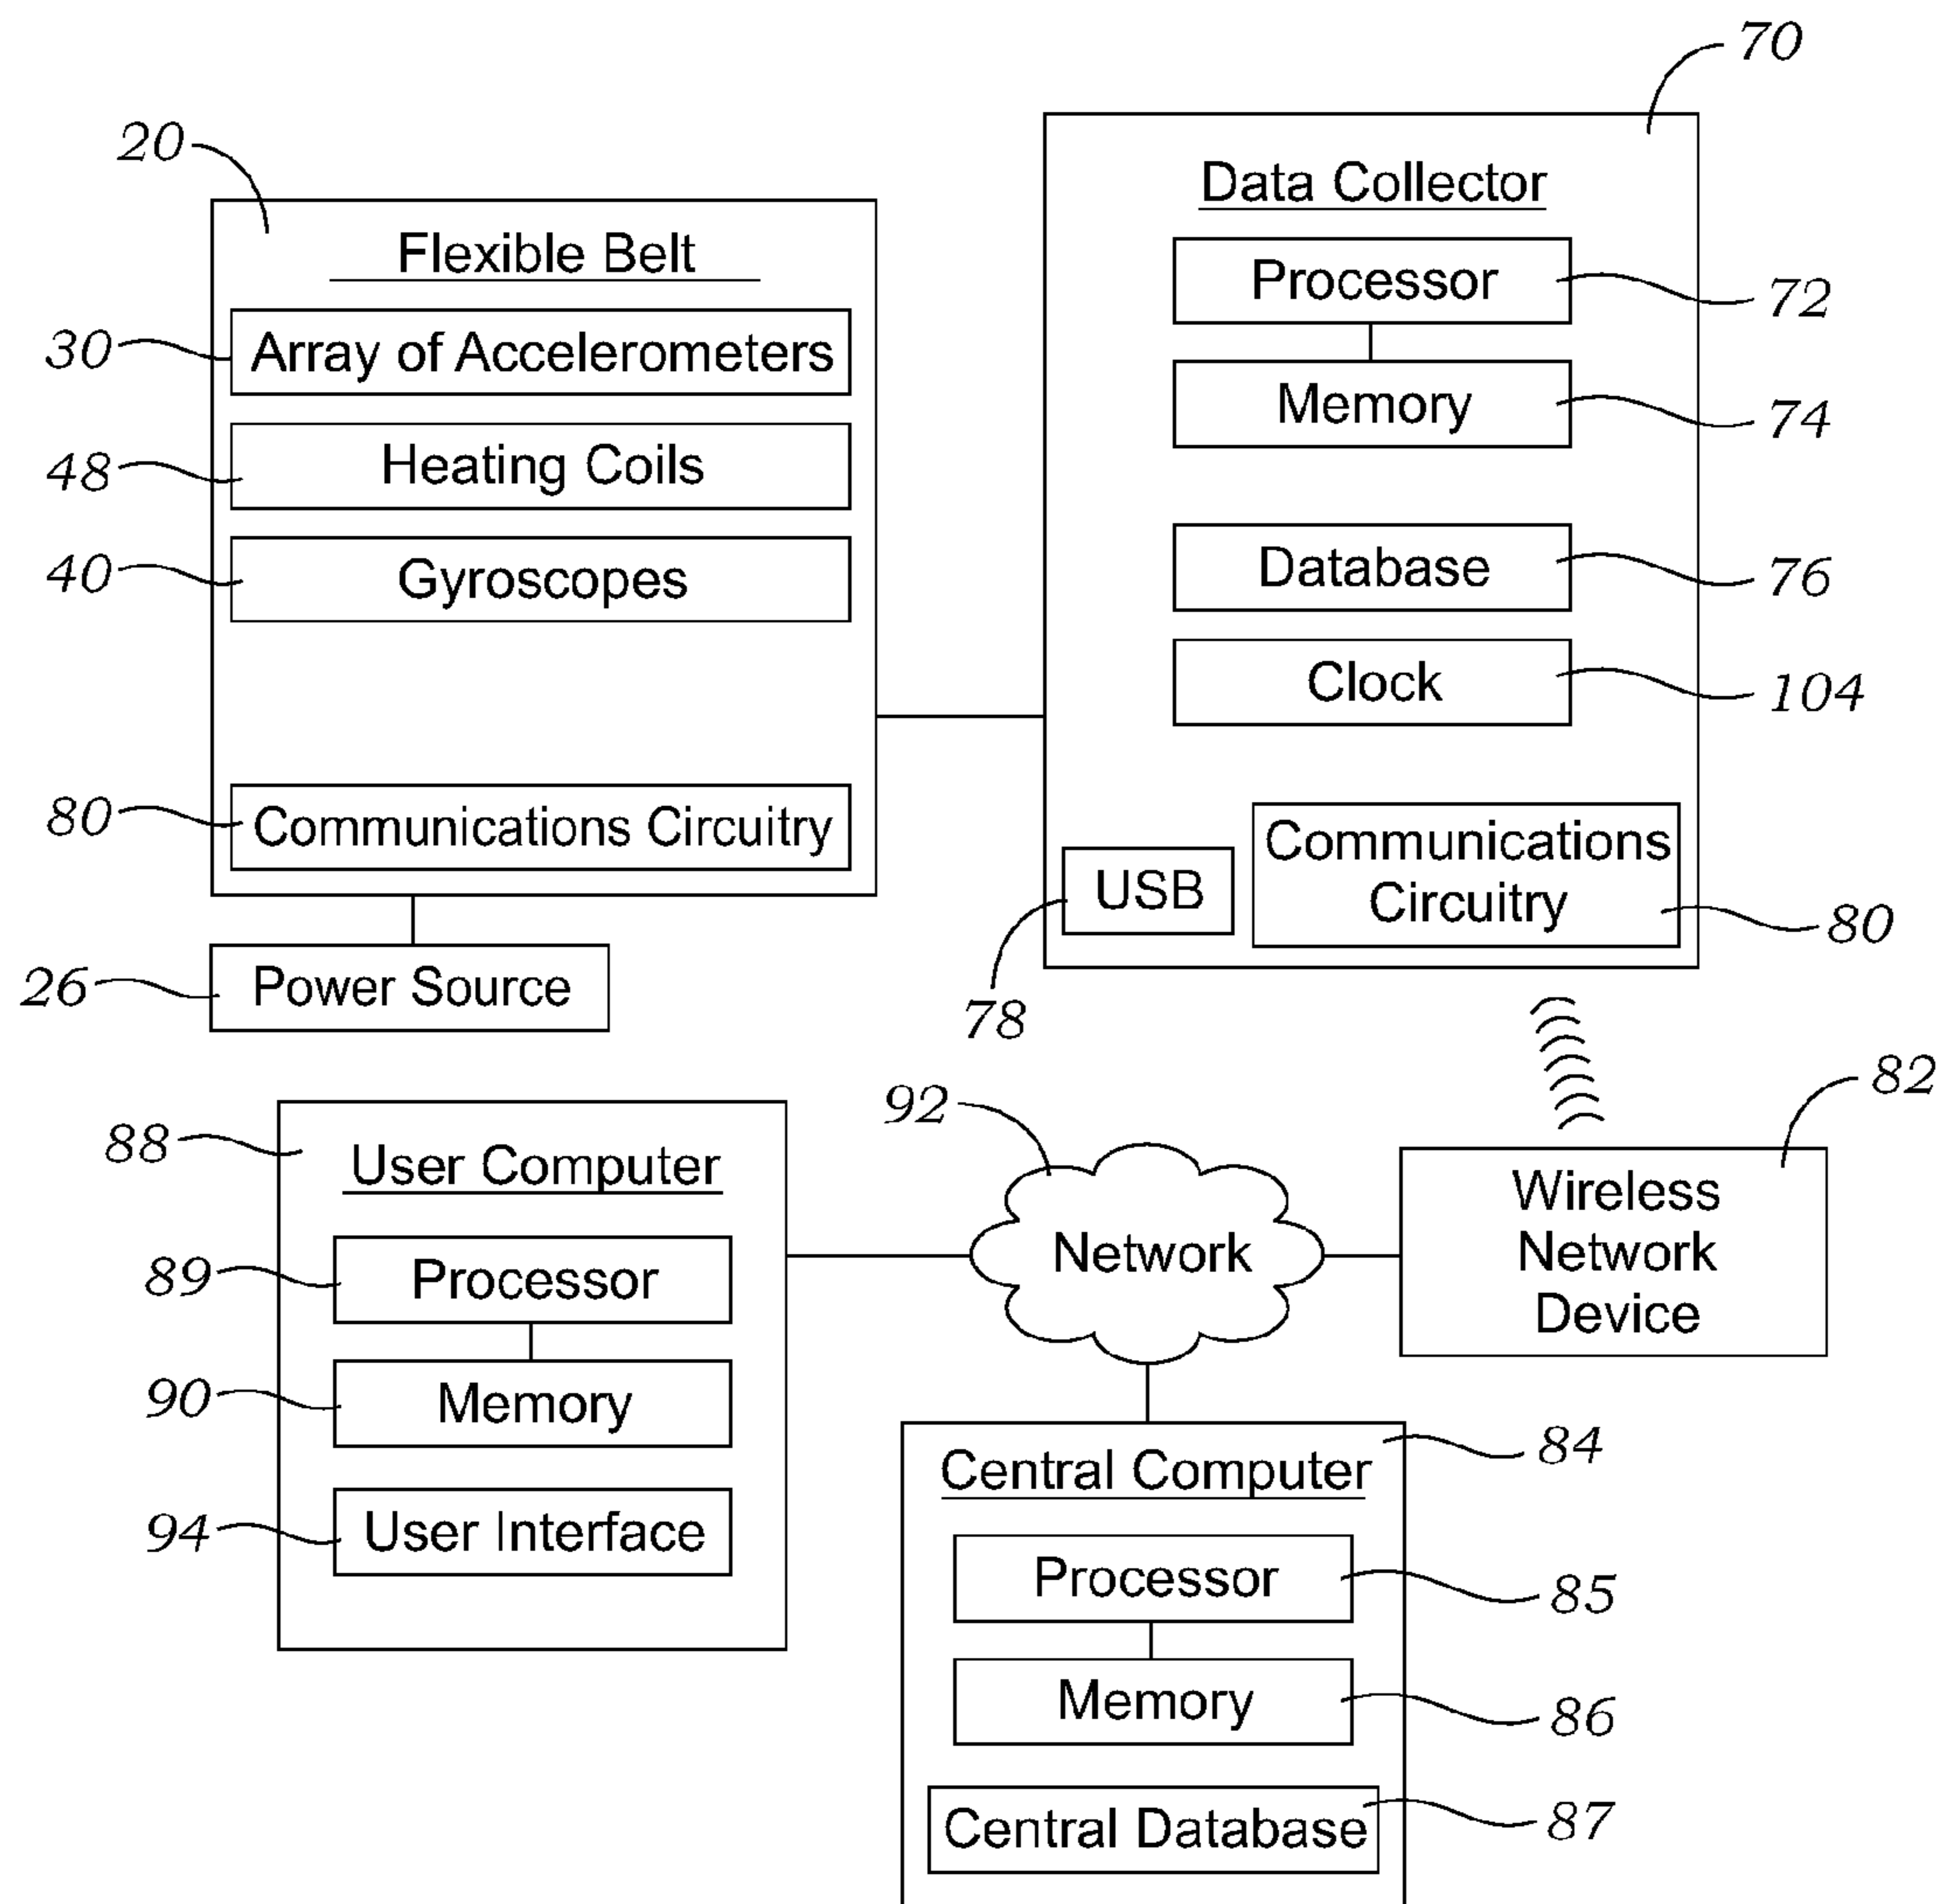 70
20
Data Collector
Flexible Belt
Processor
72
30
Array of Accelerometers
Memory
74
48
Heating Coils
40
Gyroscopes
Database
76
Clock
104
80
Communications Circuitry
USB
Communications
Circuitry
80
26
Power Source
78
82
92
88
User Computer
Wireless
Network
Device
Network
89
Processor
90
Memory
84
Central Computer
94
User Interface
Processor
85
Memory
86
Central Database
87